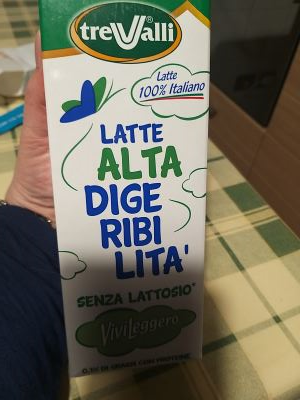 treValli®
Latte
100% Italiano
LATTE
ALTA
DIGE
RIBI
LITA'
SENZA LATTOSIO*
ViviLeggero